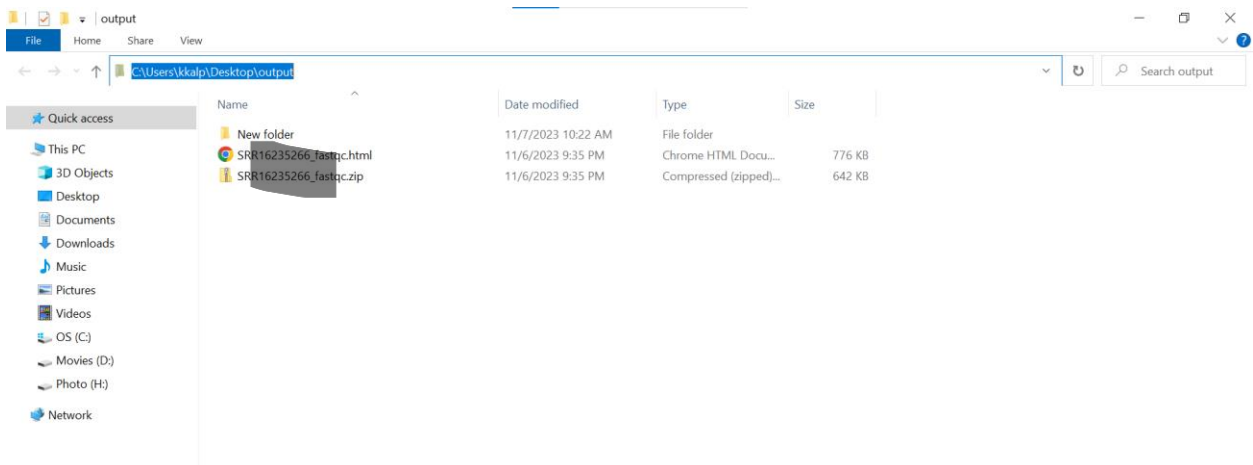 output
File Home Share View
C:\Users\kkalp\Desktop\output
Search output
Name Date modified Type Size
Quick access
This PC
3D Objects
Desktop
Documents
Downloads
Music
Pictures
Videos
OS (C:)
Movies (D:)
Photo (H:)
Network
New folder 11/7/2023 10:22 AM File folder
SRR16235266_fastqc.html 11/6/2023 9:35 PM Chrome HTML Docu... 776 KB
SRR16235266_fastqc.zip 11/6/2023 9:35 PM Compressed (zipped)... 642 KB